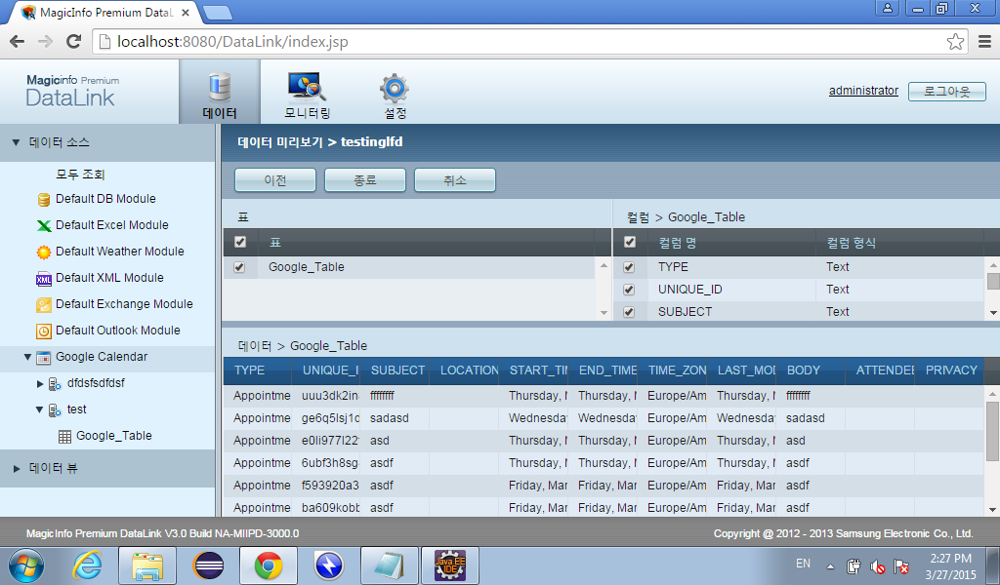 MagicInfo Premium DataL
localhost:8080/DataLink/index.jsp
MagicInfo Premium
DataLink
데이터
모니터링
설정
administrator
로그아웃
데이터 소스
모두 조회
Default DB Module
Default Excel Module
Default Weather Module
XML
Default XML Module
Default Exchange Module
Default Outlook Module
Google Calendar
dfdsfsdfdsf
test
Google_Table
데이터 뷰
데이터 미리보기 > testinglfd
이전 종료 취소
표
표
Google_Table
컬럼 > Google_Table
컬럼 명 컬럼 형식
TYPE Text
UNIQUE_ID Text
SUBJECT Text
데이터 > Google_Table
TYPE UNIQUE_I SUBJECT LOCATION START_TI END_TIME TIME_ZON LAST_MO BODY ATTENDEE PRIVACY
Appointme uuu3dk2in ffffffff Thursday, M Thursday, M Europe/Am Thursday, M ffffffff
Appointme ge6q5lsj1d sadasd Wednesda Wednesda Europe/Am Wednesda sadasd
Appointme e0li977l22 asd Thursday, M Thursday, M Europe/Am Thursday, M asd
Appointme 6ubf3h8sg asdf Thursday, M Thursday, M Europe/Am Thursday, M asdf
Appointme f593920a3 asdf Friday, Mar Friday, Mar Europe/Am Friday, Mar asdf
Appointme ba609kobb asdf Friday, Mar Friday, Mar Europe/Am Friday, Mar asdf
MagicInfo Premium DataLink V3.0 Build NA-MIIPD-3000.0
Copyright @ 2012 - 2013 Samsung Electronic Co., Ltd.
Java EE
IDE
EN
2:27 PM
3/27/2015